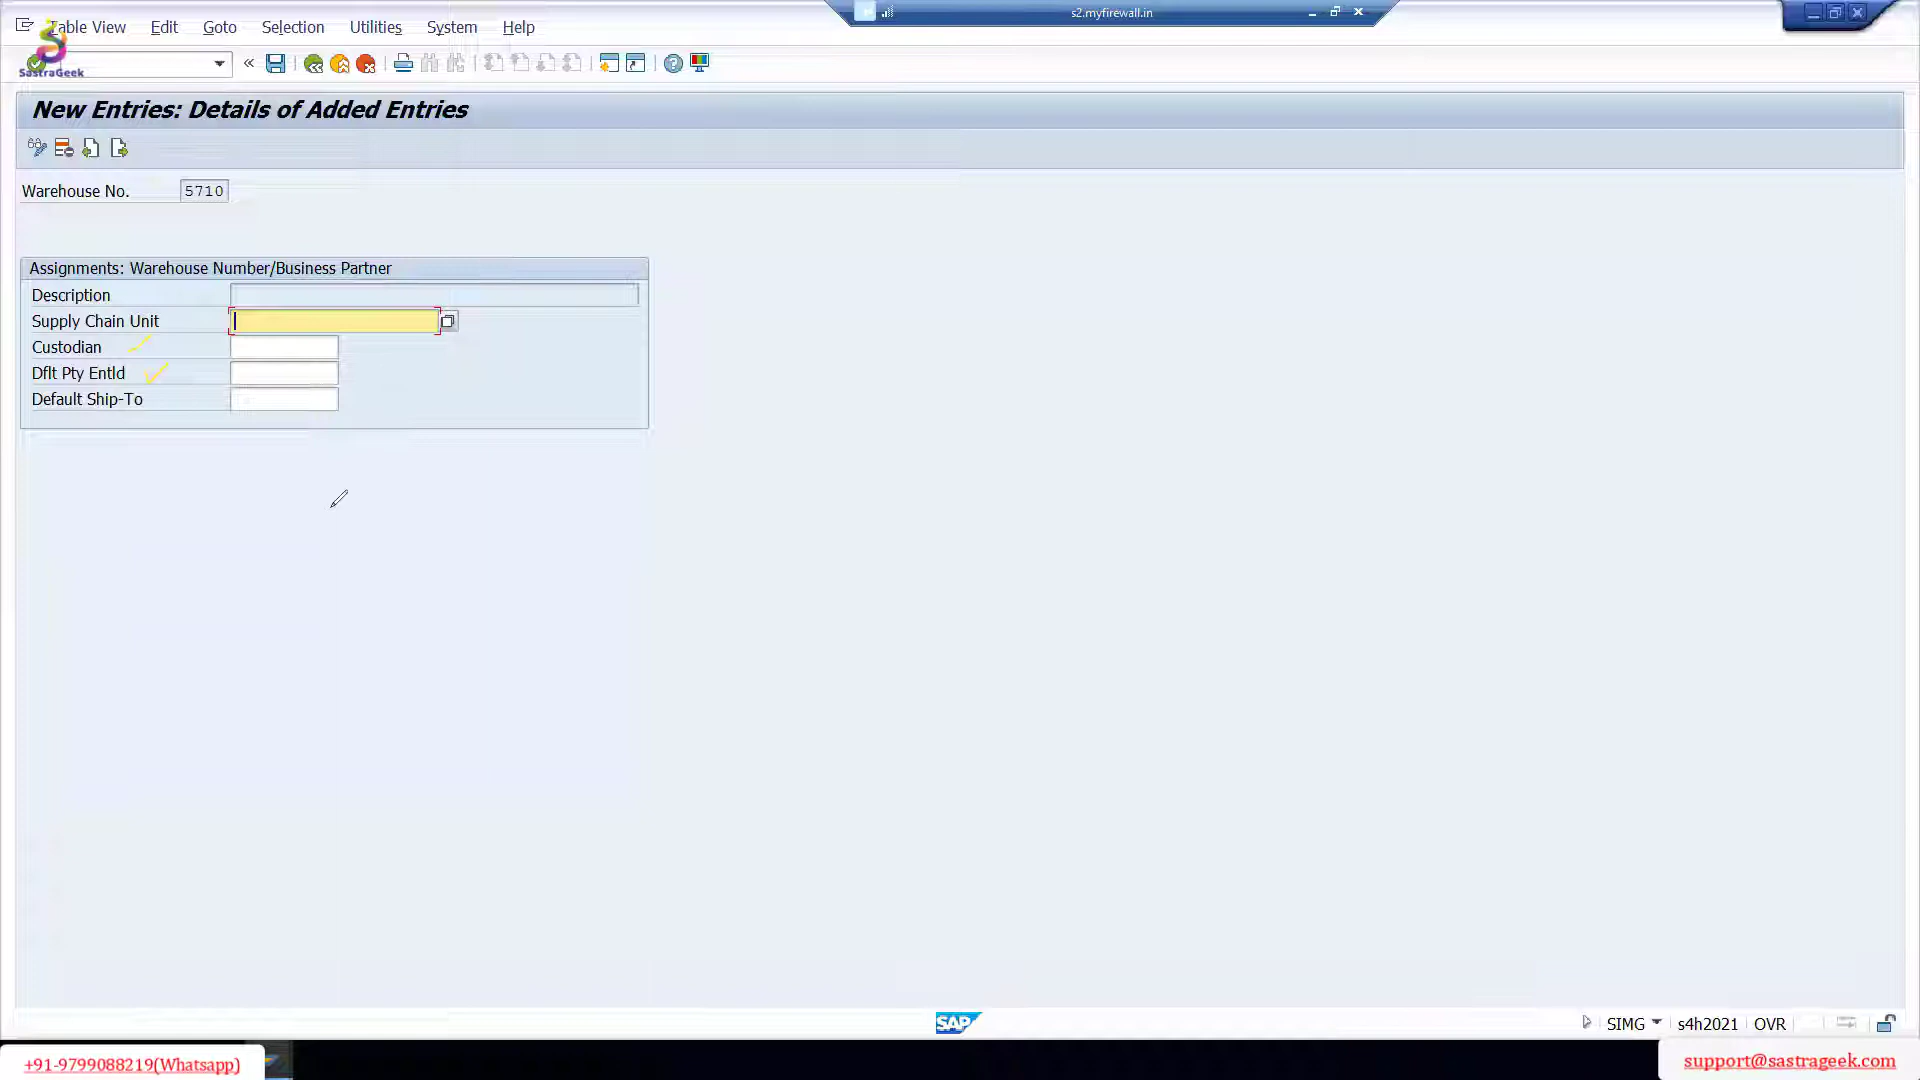 s2.myfirewall.in
Table View Edit Goto Selection Utilities System Help
SastraGeek
New Entries: Details of Added Entries
Warehouse No. 5710
Assignments: Warehouse Number/Business Partner
Description
Supply Chain Unit
Custodian
Dflt Pty Entld
Default Ship-To
SAP
SIMG s4h2021 OVR
+91-9799088219(Whatsapp)
support@sastrageek.com